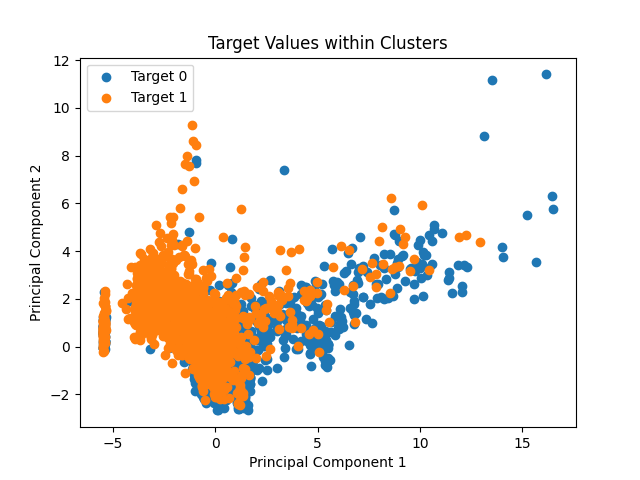 Target Values within Clusters
Target 0
Target 1
12
10
8
6
4
2
0
−2
Principal Component 2
−5
0
5
10
15
Principal Component 1